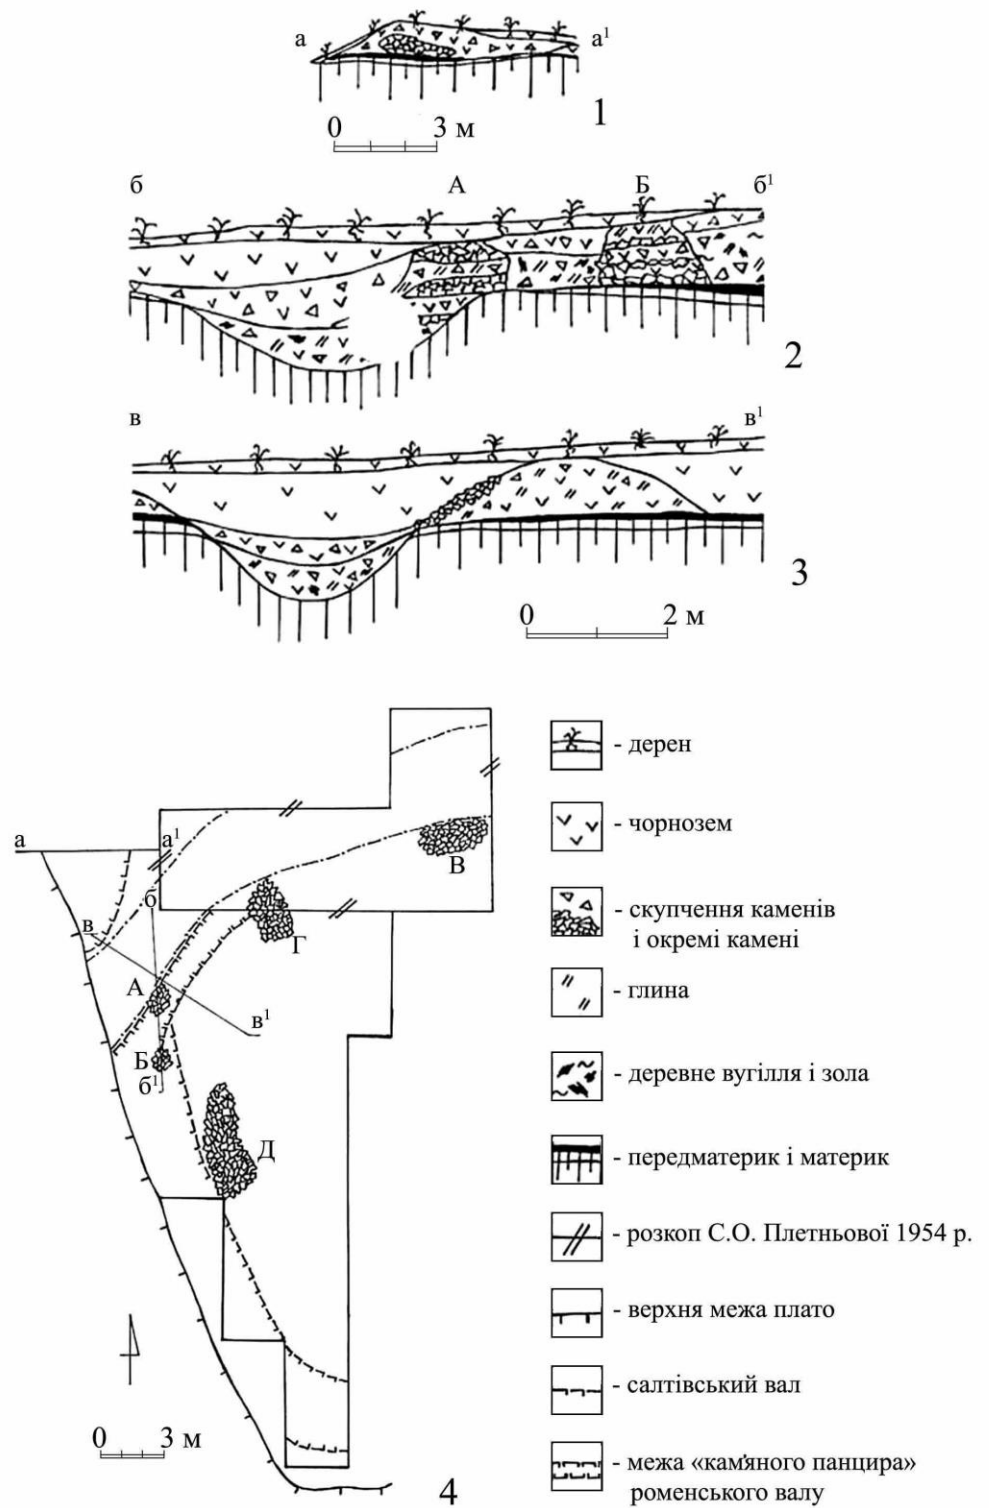 а а¹
1
0 3 м
б А Б б¹
2
в в¹
3
0 2 м
- дерен
а а¹
- чорнозем
б
В
в
Г
- скупчення каменів
і окремі камені
А
в¹
- глина
Б
б¹
- деревне вугілля і зола
Д
- передматерик і материк
- розкоп С.О. Плетньової 1954 р.
- верхня межа плато
- салтівський вал
0 3 м
4
- межа «кам'яного панцира»
роменського валу